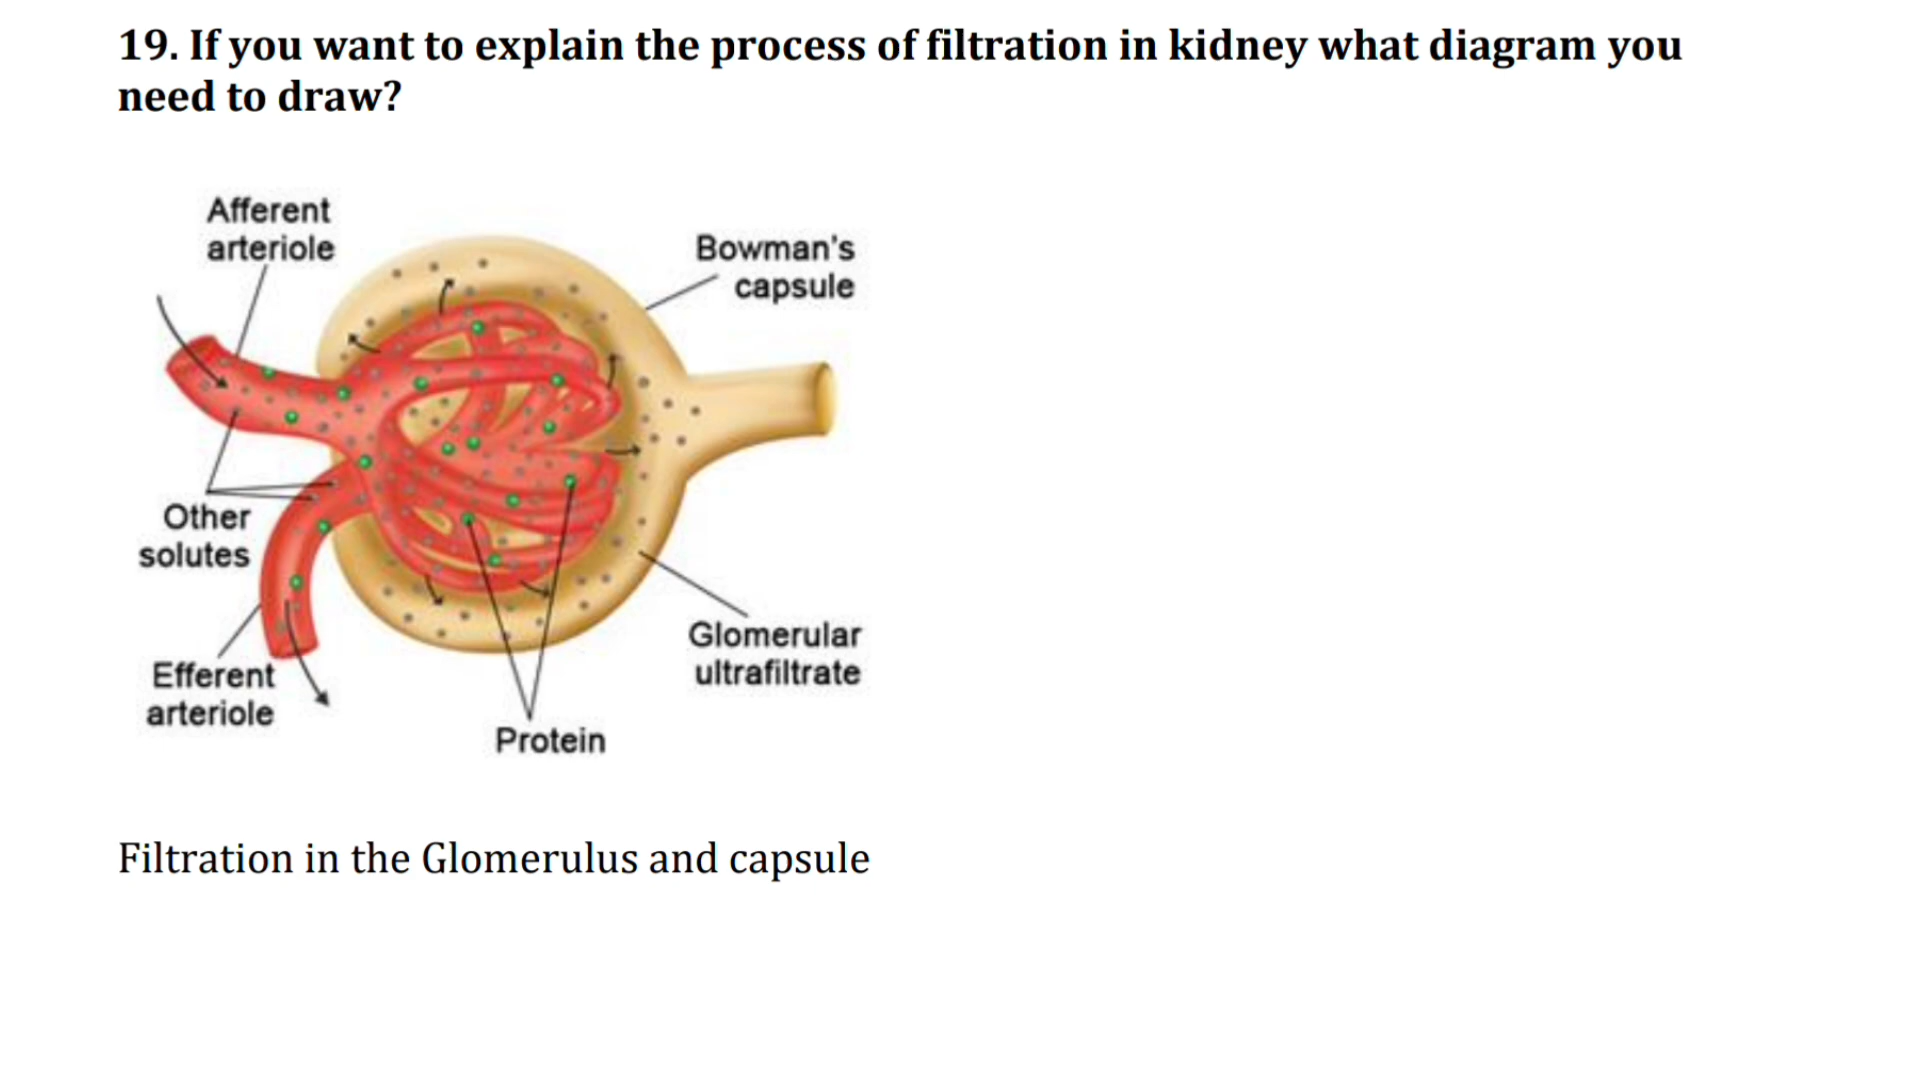 19. If you want to explain the process of filtration in kidney what diagram you
need to draw?
Afferent
arteriole
Bowman's
capsule
Other
solutes
Efferent
arteriole
Glomerular
ultrafiltrate
Protein
Filtration in the Glomerulus and capsule